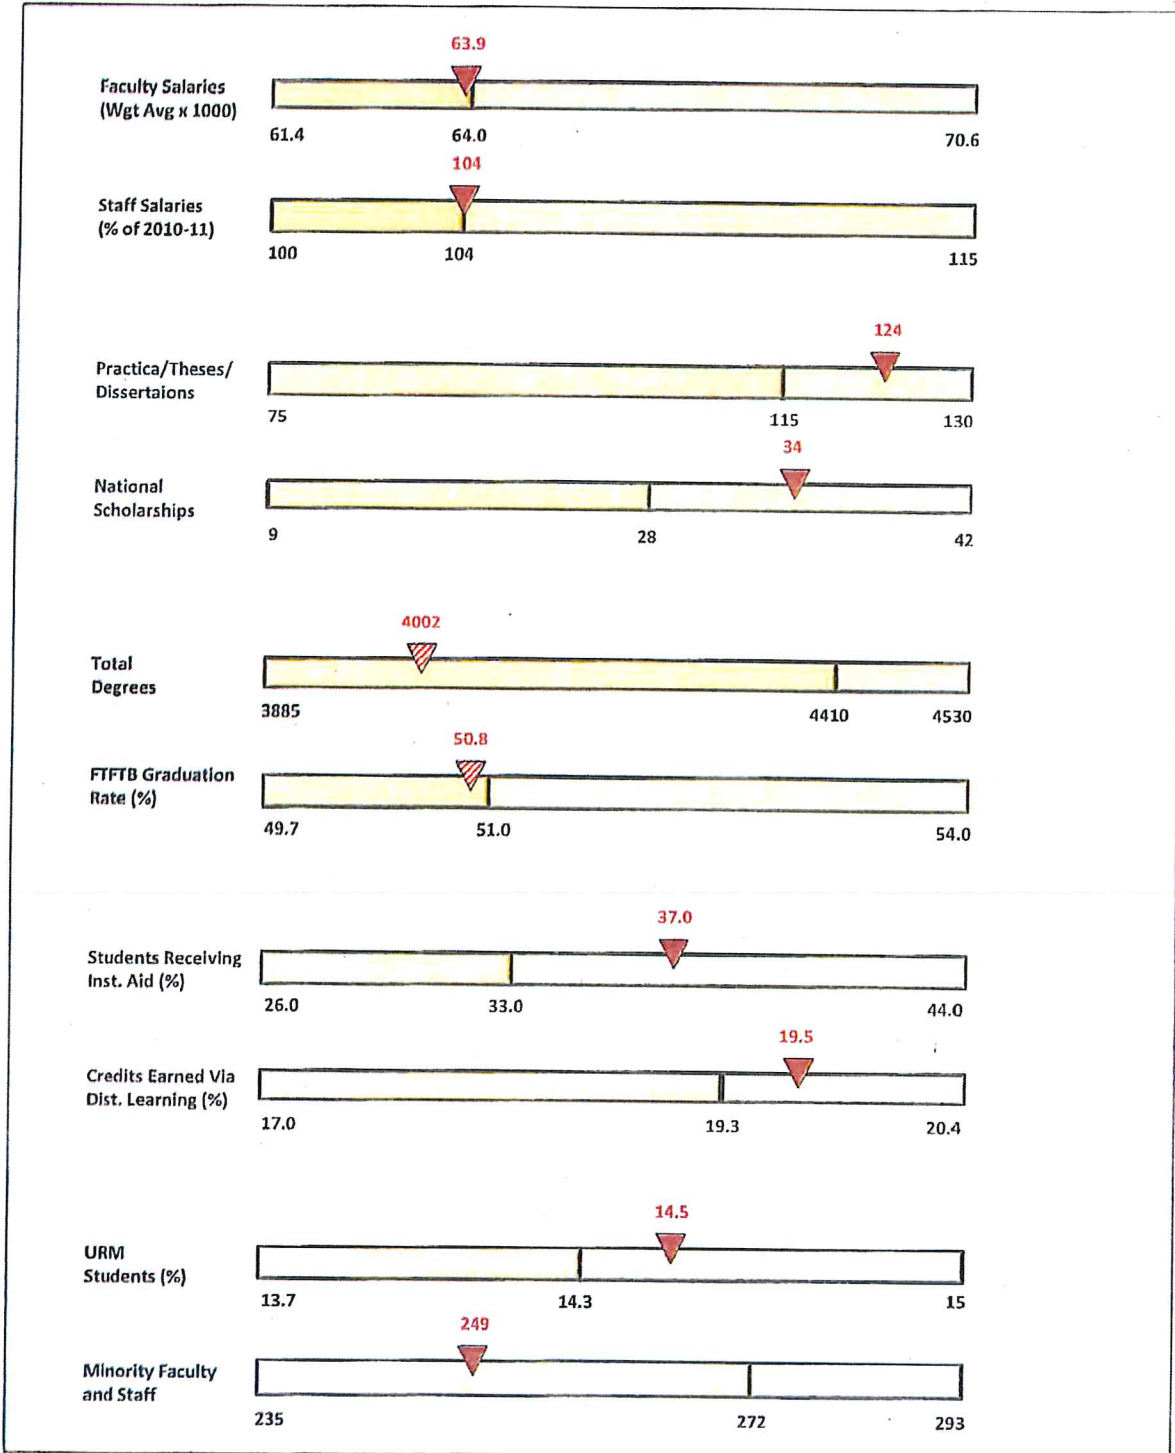 63.9
Faculty Salaries
(Wgt Avg x 1000)
61.4 64.0 70.6
104
Staff Salaries
(% of 2010-11)
100 104 115
124
Practica/Theses/
Dissertaions
75 115 130
34
National
Scholarships
9 28 42
4002
Total
Degrees
3885 4410 4530
50.8
FTFTB Graduation
Rate (%)
49.7 51.0 54.0
37.0
Students Receiving
Inst. Aid (%)
26.0 33.0 44.0
19.5
Credits Earned Via
Dist. Learning (%)
17.0 19.3 20.4
14.5
URM
Students (%)
13.7 14.3 15
249
Minority Faculty
and Staff
235 272 293